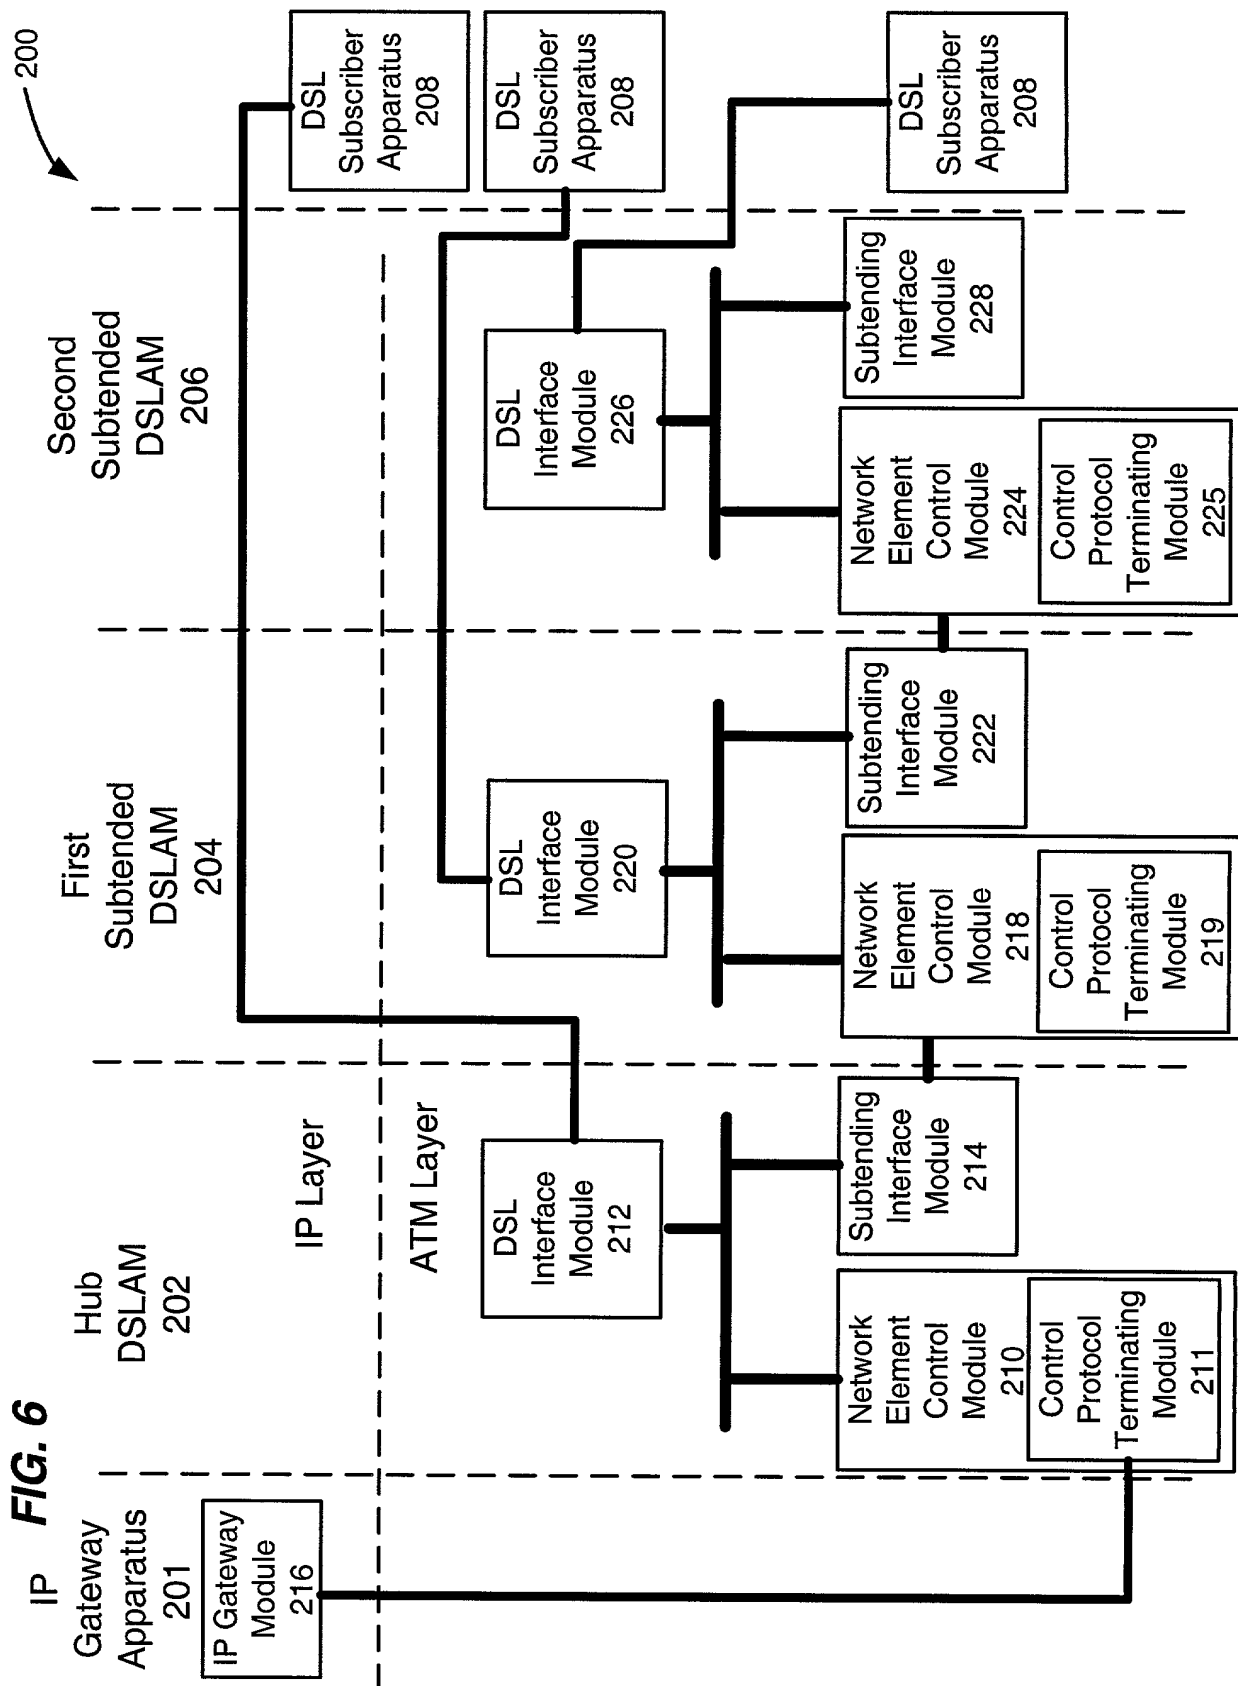 FIG. 6
200
IP
Gateway
Apparatus
201
Hub
DSLAM
202
First
Subtended
DSLAM
204
Second
Subtended
DSLAM
206
IP Gateway
Module
216
IP Layer
ATM Layer
DSL
Subscriber
Apparatus
208
DSL
Subscriber
Apparatus
208
DSL
Subscriber
Apparatus
208
DSL
Interface
Module
212
DSL
Interface
Module
220
DSL
Interface
Module
226
Network
Element
Control
Module
210
Control
Protocol
Terminating
Module
211
Subtending
Interface
Module
214
Network
Element
Control
Module
218
Control
Protocol
Terminating
Module
219
Subtending
Interface
Module
222
Network
Element
Control
Module
224
Control
Protocol
Terminating
Module
225
Subtending
Interface
Module
228